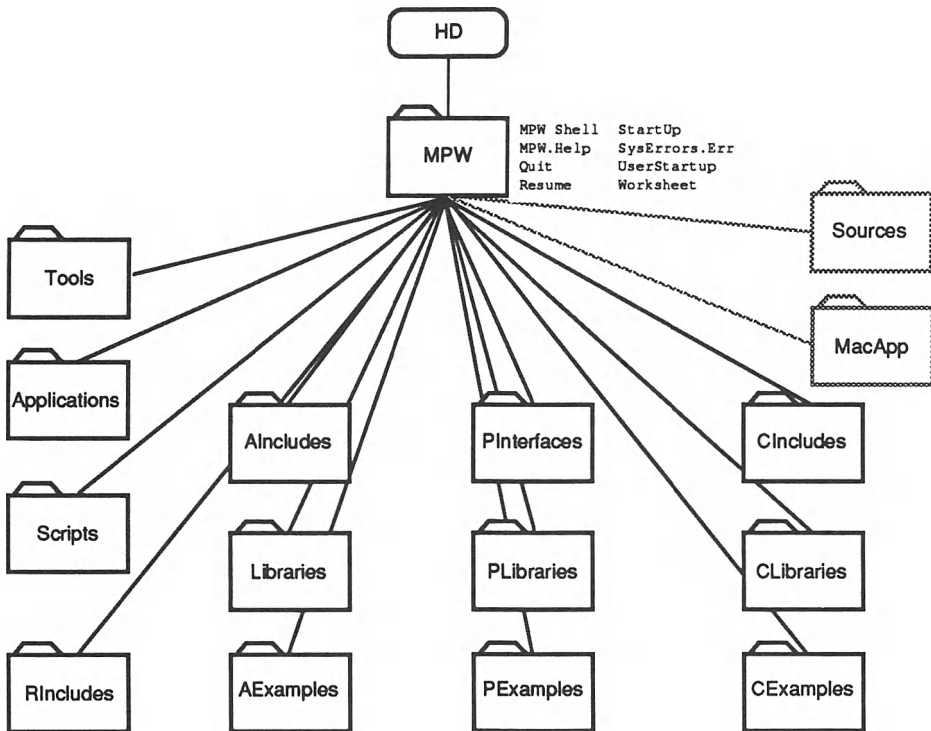 HD
MPW
MPW Shell StartUp
MPW.Help SysErrors.Err
Quit UserStartup
Resume Worksheet
Sources
Tools
MacApp
Applications
AIncludes
PInterfaces
CIncludes
Scripts
Libraries
PLibraries
CLibraries
RIncludes
AExamples
PExamples
CExamples